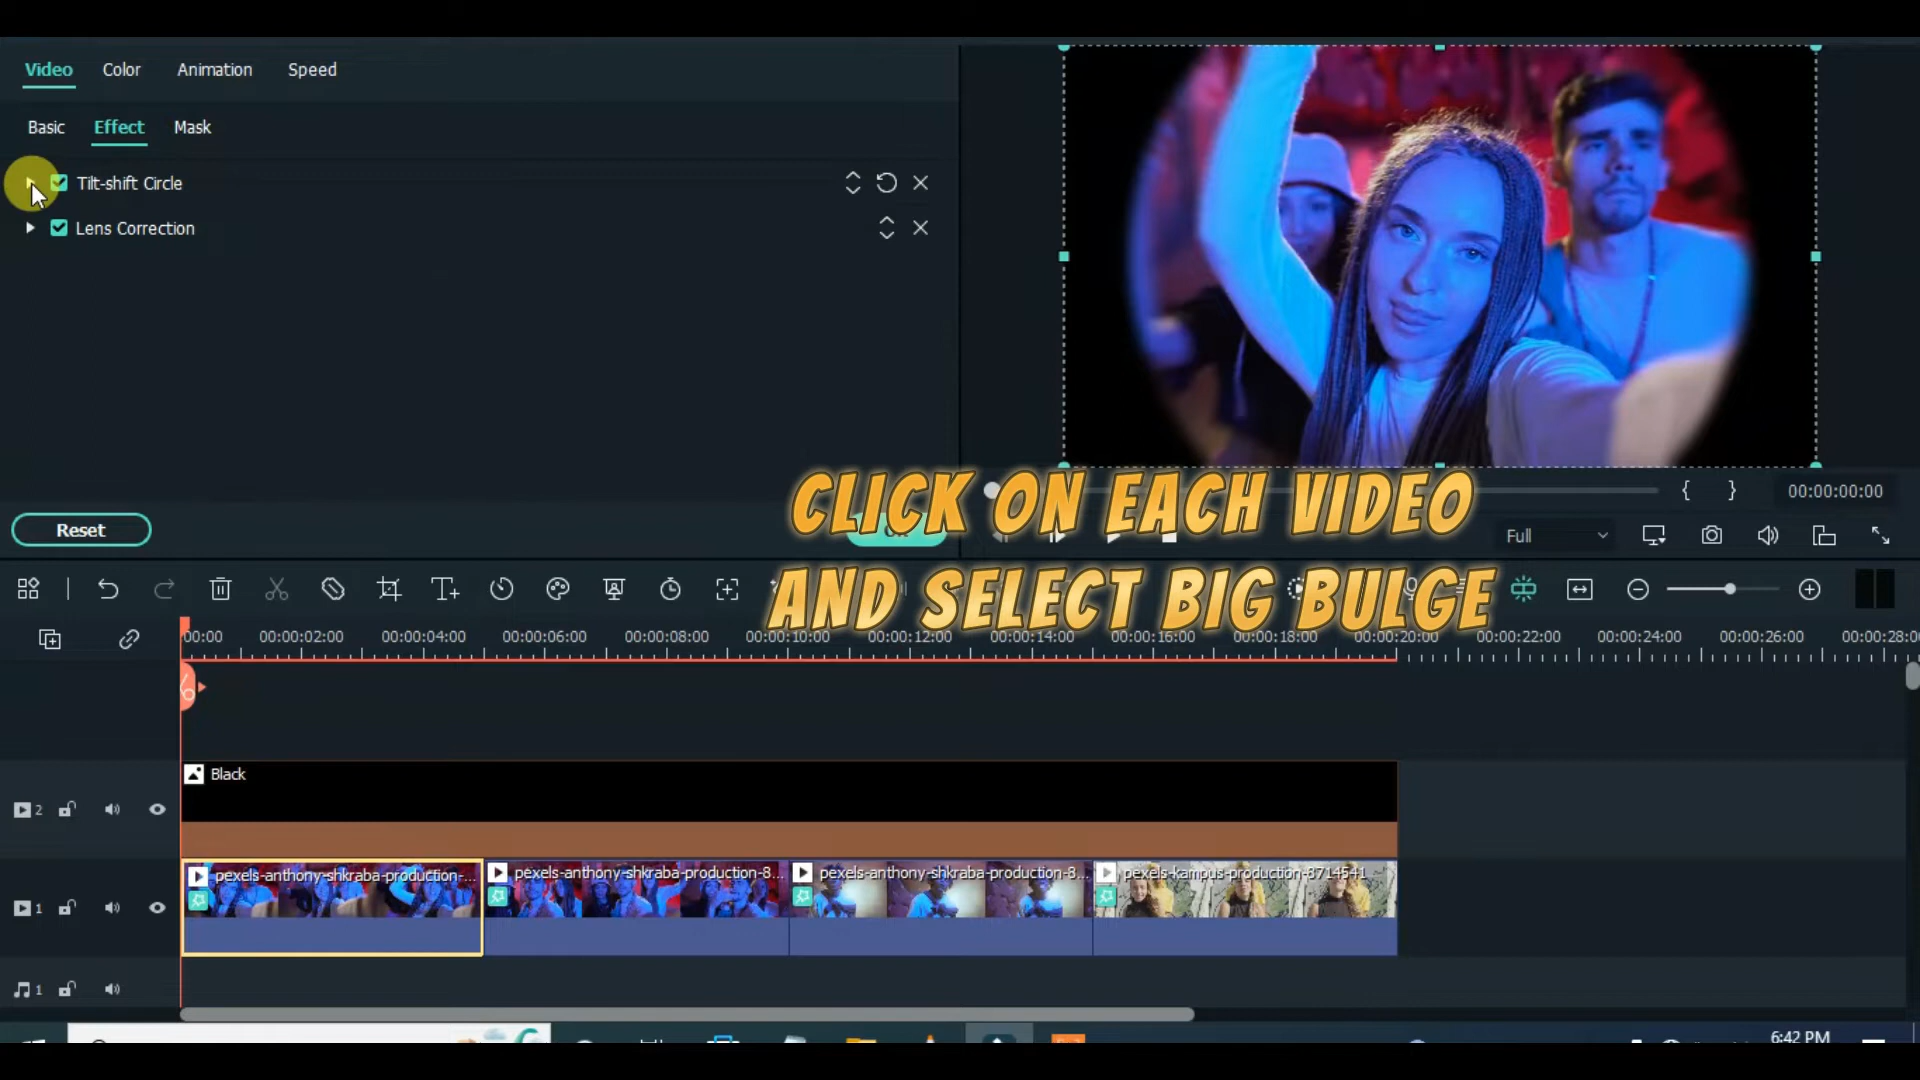 Video Color Animation Speed
Basic Effect Mask
Tilt-shift Circle
Lens Correction
CLICK ON EACH VIDEO
{ } 00:00:00:00
Reset
Full
AND SELECT BIG BULGE
00:00 00:00:02:00 00:00:04:00 00:00:06:00 00:00:08:00 00:00:10:00 00:00:12:00 00:00:14:00 00:00:16:00 00:00:18:00 00:00:20:00 00:00:22:00 00:00:24:00 00:00:26:00 00:00:28:00
Black
2
pexels-anthony-shkraba-production-... pexels-anthony-shkraba-production-8... pexels-anthony-shkraba-production-8... pexels-kampus-production-8714541
1
1
6:42 PM